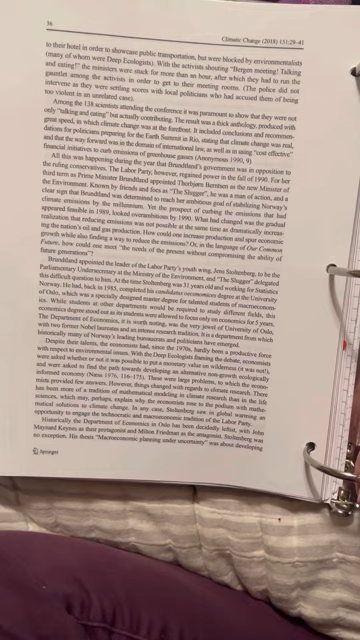 36
Climatic Change (2018) 151:29–41
to their hotel in order to showcase public transportation, but were blocked by environmentalists
(many of whom were Deep Ecologists). With the activists shouting "Bergen meeting! Talking
and eating!" the ministers were stuck for more than an hour, after which they had to run the
gauntlet among the activists in order to get to their meeting rooms. (The police did not
intervene as they were settling scores with local politicians who had accused them of being
too violent in an unrelated case).
Among the 138 scientists attending the conference it was paramount to show that they were not
only "talking and eating" but actually contributing. The result was a thick anthology, produced with
great speed, in which climate change was at the forefront. It included conclusions and recommen-
dations for politicians preparing for the Earth Summit in Rio, stating that climate change was real,
and that the way forward was in the domain of international law, as well as in using "cost effective"
financial initiatives to curb emissions of greenhouse gasses (Anonymous 1990, 9).
All this was happening during the year that Brundtland's government was in opposition to
the ruling conservatives. The Labor Party, however, regained power in the fall of 1990. For her
third term as Prime Minister Brundtland appointed Thorbjørn Berntsen as the new Minister of
the Environment. Known by friends and foes as "The Slugger", he was a man of action, and a
clear sign that Brundtland was determined to reach her ambitious goal of stabilizing Norway's
climate emissions by the millennium. Yet the prospect of curbing the emissions that had
appeared feasible in 1989, looked overambitious by 1990. What had changed was the gradual
realization that reducing emissions was not possible at the same time as dramatically increas-
ing the nation's oil and gas production. How could one increase production and spur economic
growth while also finding a way to reduce the emissions? Or, in the language of Our Common
Future, how could one meet "the needs of the present without compromising the ability of
future generations"?
Brundtland appointed the leader of the Labor Party's youth wing, Jens Stoltenberg, to be the
Parliamentary Undersecretary at the Ministry of the Environment, and "The Slugger" delegated
this difficult question to him. At the time Stoltenberg was 31 years old and working for Statistics
Norway. He had, back in 1985, completed his candidatus oeconomices degree at the University
of Oslo, which was a specially designed master degree for talented students of macroeconom-
ics. While students at other departments would be required to study different fields, this
economics degree stood out as its students were allowed to focus only on economics for 5 years.
The Department of Economics, it is worth noting, was the very jewel of University of Oslo,
with two former Nobel laureates and an intense research tradition. It is a department from which
historically many of Norway's leading bureaucrats and politicians have emerged.
Despite their talents, the economists had, since the 1970s, hardly been a productive force
with respect to environmental issues. With the Deep Ecologists framing the debate, economists
were asked whether or not it was possible to put a monetary value on wilderness (it was not!),
and were asked to find the path towards developing an alternative non-growth ecologically
informed economy (Næss 1976, 116–175). These were large problems, to which the econo-
mists provided few answers. However, things changed with regards to climate research. There
has been more of a tradition of mathematical modeling in climate research than in the life
sciences, which may, perhaps, explain why the economists rose to the podium with mathe-
matical solutions to climate change. In any case, Stoltenberg saw in global warming an
opportunity to engage the technocratic and macroeconomic tradition of the Labor Party.
Historically the Department of Economics in Oslo has been decidedly leftist, with John
Maynard Keynes as their protagonist and Milton Friedman as the antagonist. Stoltenberg was
no exception. His thesis "Macroeconomic planning under uncertainty" was about developing
Springer